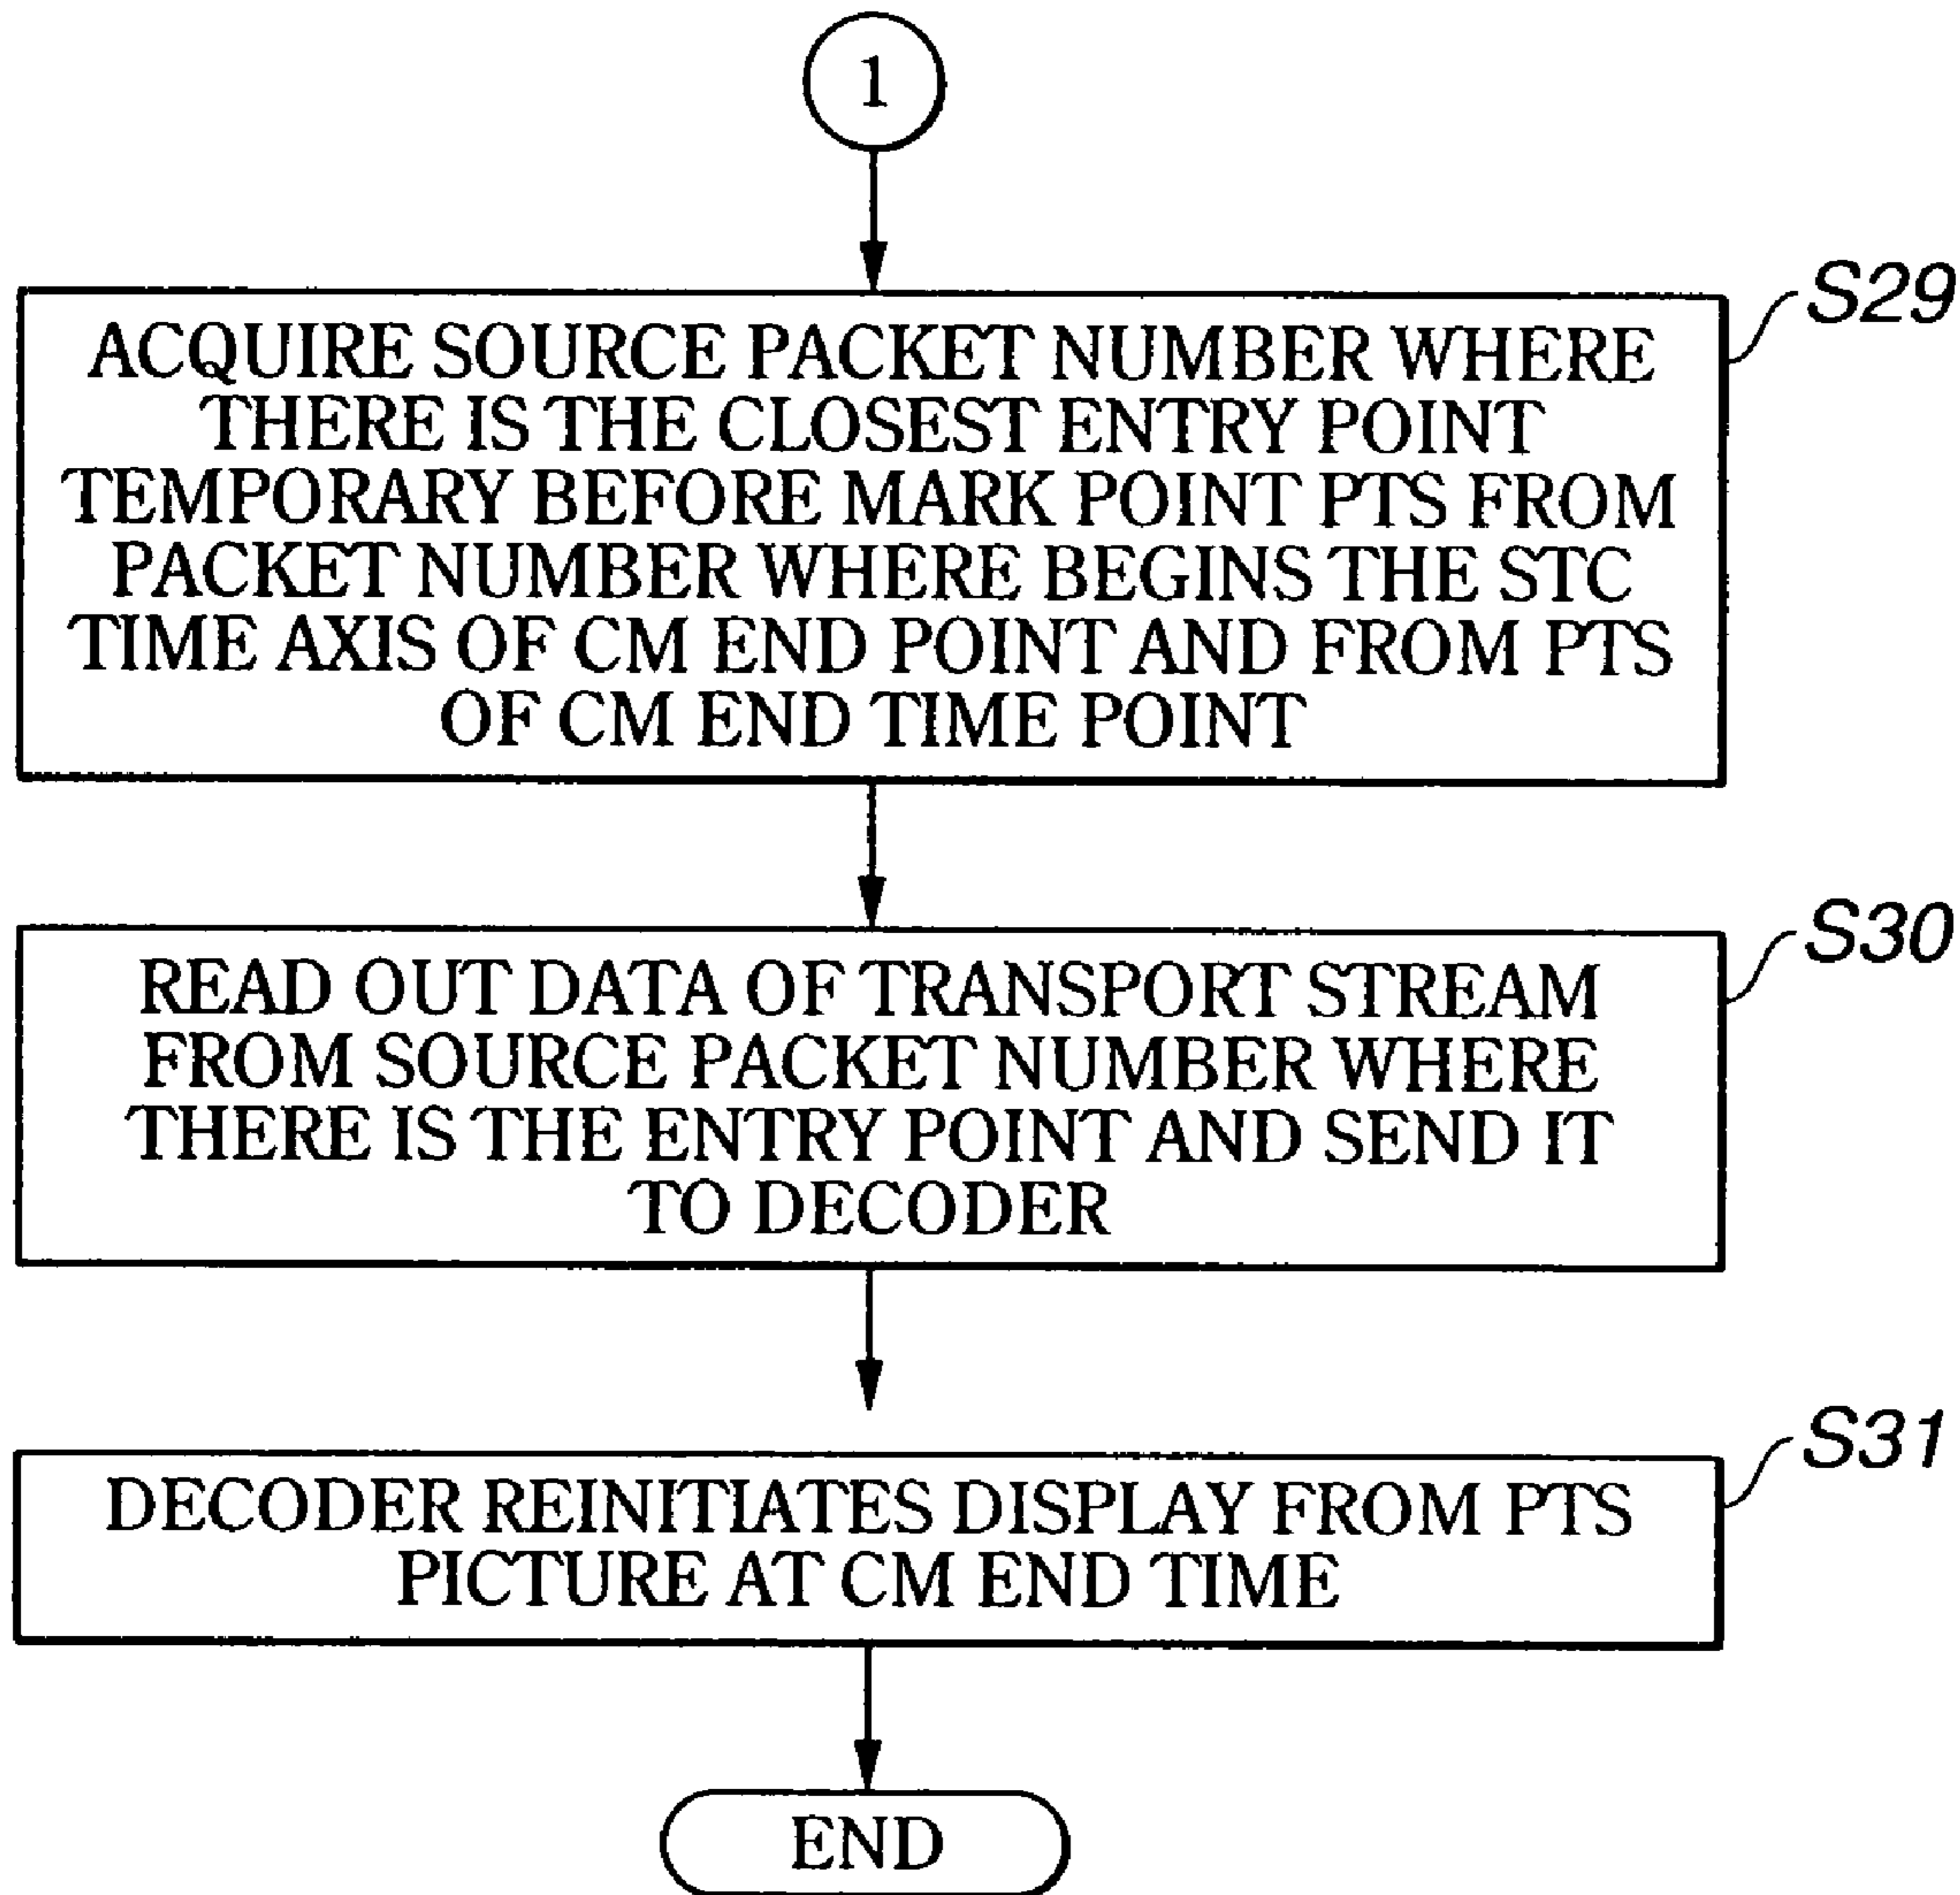 1
S29
ACQUIRE SOURCE PACKET NUMBER WHERE
THERE IS THE CLOSEST ENTRY POINT
TEMPORARY BEFORE MARK POINT PTS FROM
PACKET NUMBER WHERE BEGINS THE STC
TIME AXIS OF CM END POINT AND FROM PTS
OF CM END TIME POINT
S30
READ OUT DATA OF TRANSPORT STREAM
FROM SOURCE PACKET NUMBER WHERE
THERE IS THE ENTRY POINT AND SEND IT
TO DECODER
S31
DECODER REINITIATES DISPLAY FROM PTS
PICTURE AT CM END TIME
END